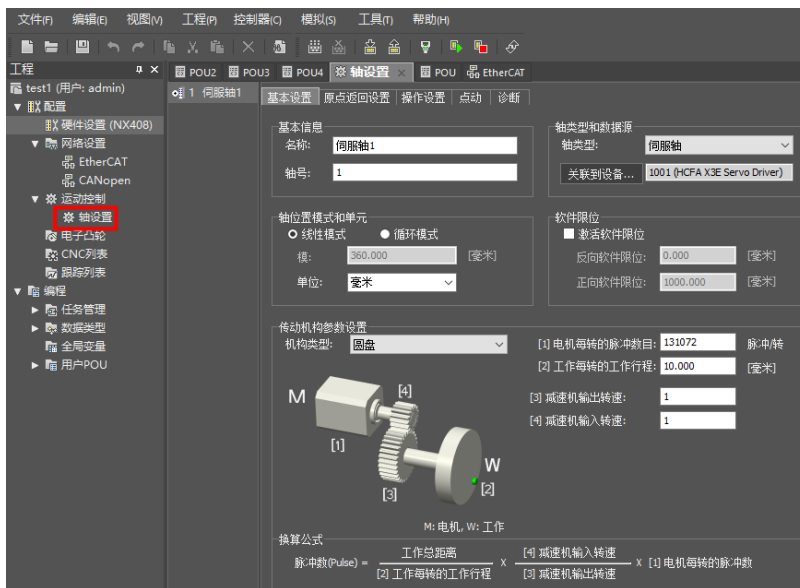 文件(F) 编辑(E) 视图(V) 工程(P) 控制器(C) 模拟(S) 工具(T) 帮助(H)
工程
POU2 POU3 POU4 轴设置 POU EtherCAT
test1 (用户: admin)
配置
硬件设置 (NX408)
网络设置
EtherCAT
CANopen
运动控制
轴设置
电子凸轮
CNC列表
跟踪列表
编程
任务管理
数据类型
全局变量
用户POU
1 伺服轴1
基本设置 原点返回设置 操作设置 点动 诊断
基本信息
名称: 伺服轴1
轴号: 1
轴类型和数据源
轴类型: 伺服轴
关联到设备... 1001 (HCFA X3E Servo Driver)
轴位置模式和单元
线性模式 循环模式
模: 360.000 [毫米]
单位: 毫米
软件限位
激活软件限位
反向软件限位: 0.000 [毫米]
正向软件限位: 1000.000 [毫米]
传动机构参数设置
机构类型: 圆盘
[1] 电机每转的脉冲数目: 131072 脉冲/转
[2] 工作每转的工作行程: 10.000 [毫米]
[3] 减速机输出转速: 1
[4] 减速机输入转速: 1
M
[4]
[1]
W
[3]
[2]
M: 电机, W: 工作
换算公式
脉冲数(Pulse) = 工作总距离 / [2] 工作每转的工作行程 X [4] 减速机输入转速 / [3] 减速机输出转速 X [1] 电机每转的脉冲数